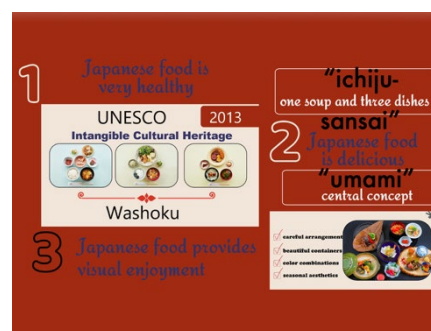 1
Japanese food is
very healthy
UNESCO 2013
Intangible Cultural Heritage
Washoku
3
Japanese food provides
visual enjoyment
"ichiju-
one soup and three dishes
sansai"
2
Japanese food
is delicious
"umami"
central concept
careful arrangement
beautiful containers
color combinations
seasonal aesthetics